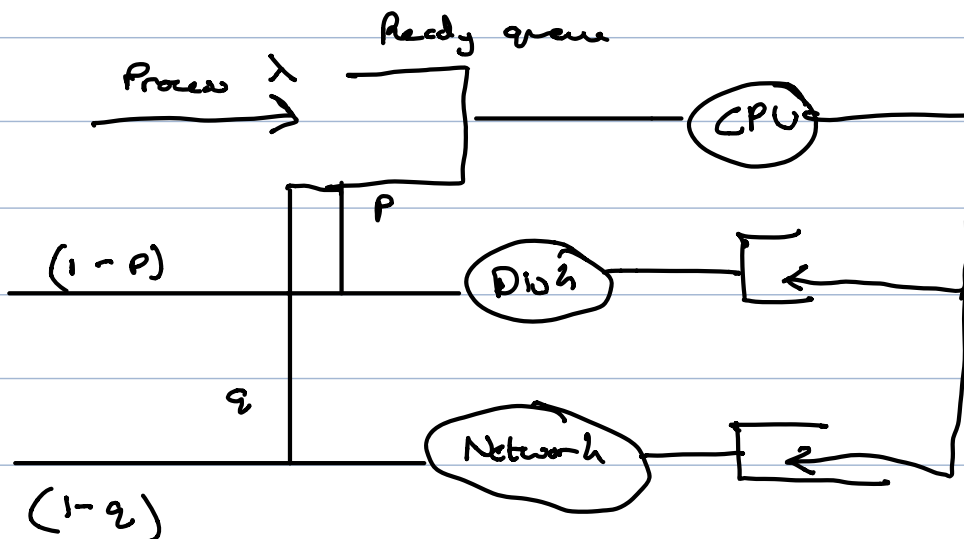 Ready queue
Process λ
CPU
p
(1 - p)
Disk
q
Network
(1-q)